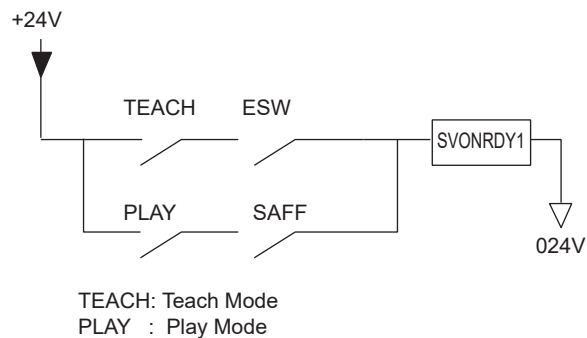 +24V
TEACH ESW
SVONRDY1
PLAY SAFF
024V
TEACH: Teach Mode
PLAY : Play Mode